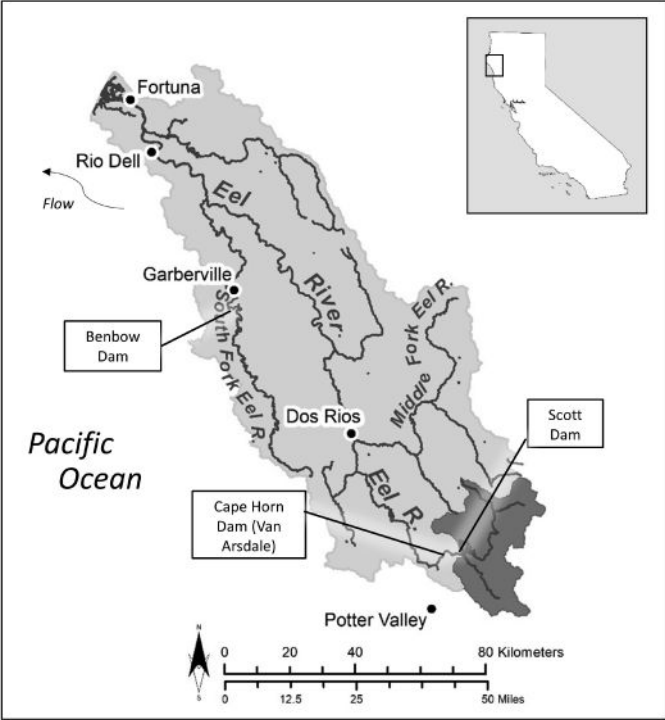 Fortuna
Rio Dell
Flow
Eel
River
Garberville
Benbow
Dam
South Fork Eel R.
Middle Fork Eel R.
Dos Rios
Scott
Dam
Pacific
Ocean
Eel R.
Cape Horn
Dam (Van
Arsdale)
Potter Valley
N
S
0 20 40 80 Kilometers
0 12.5 25 50 Miles